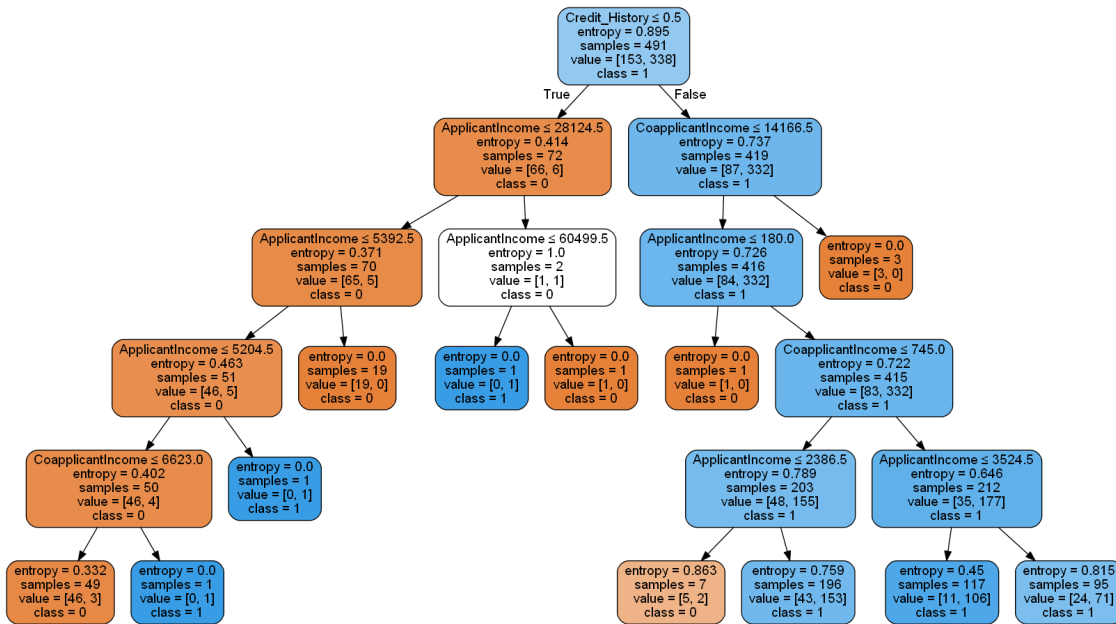 Credit_History ≤ 0.5
entropy = 0.895
samples = 491
value = [153, 338]
class = 1
True
False
ApplicantIncome ≤ 28124.5
entropy = 0.414
samples = 72
value = [66, 6]
class = 0
CoapplicantIncome ≤ 14166.5
entropy = 0.737
samples = 419
value = [87, 332]
class = 1
ApplicantIncome ≤ 5392.5
entropy = 0.371
samples = 70
value = [65, 5]
class = 0
ApplicantIncome ≤ 60499.5
entropy = 1.0
samples = 2
value = [1, 1]
class = 0
ApplicantIncome ≤ 180.0
entropy = 0.726
samples = 416
value = [84, 332]
class = 1
entropy = 0.0
samples = 3
value = [3, 0]
class = 0
ApplicantIncome ≤ 5204.5
entropy = 0.463
samples = 51
value = [46, 5]
class = 0
entropy = 0.0
samples = 19
value = [19, 0]
class = 0
entropy = 0.0
samples = 1
value = [0, 1]
class = 1
entropy = 0.0
samples = 1
value = [1, 0]
class = 0
entropy = 0.0
samples = 1
value = [1, 0]
class = 0
CoapplicantIncome ≤ 745.0
entropy = 0.722
samples = 415
value = [83, 332]
class = 1
CoapplicantIncome ≤ 6623.0
entropy = 0.402
samples = 50
value = [46, 4]
class = 0
entropy = 0.0
samples = 1
value = [0, 1]
class = 1
ApplicantIncome ≤ 2386.5
entropy = 0.789
samples = 203
value = [48, 155]
class = 1
ApplicantIncome ≤ 3524.5
entropy = 0.646
samples = 212
value = [35, 177]
class = 1
entropy = 0.332
samples = 49
value = [46, 3]
class = 0
entropy = 0.0
samples = 1
value = [0, 1]
class = 1
entropy = 0.863
samples = 7
value = [5, 2]
class = 0
entropy = 0.759
samples = 196
value = [43, 153]
class = 1
entropy = 0.45
samples = 117
value = [11, 106]
class = 1
entropy = 0.815
samples = 95
value = [24, 71]
class = 1